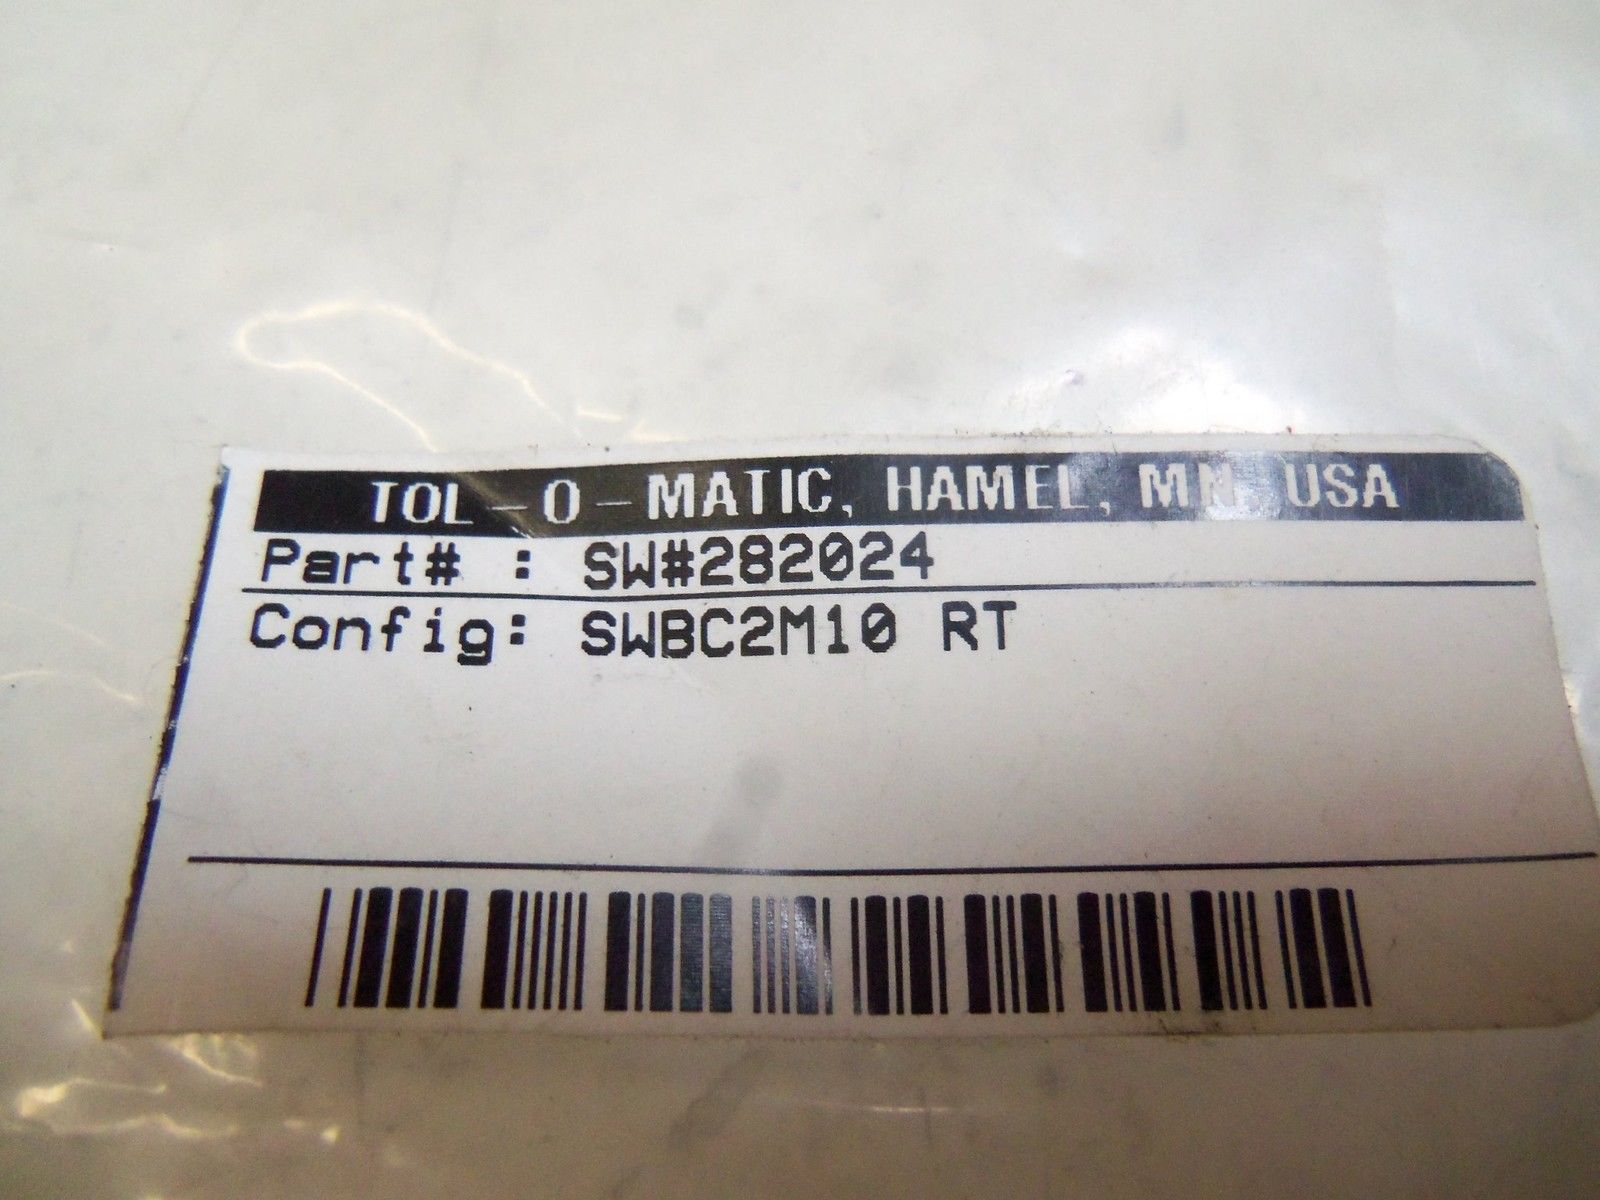 TOL-O-MATIC, HAMEL, MN, USA
Part# : SW#282024
Config: SWBC2M10 RT